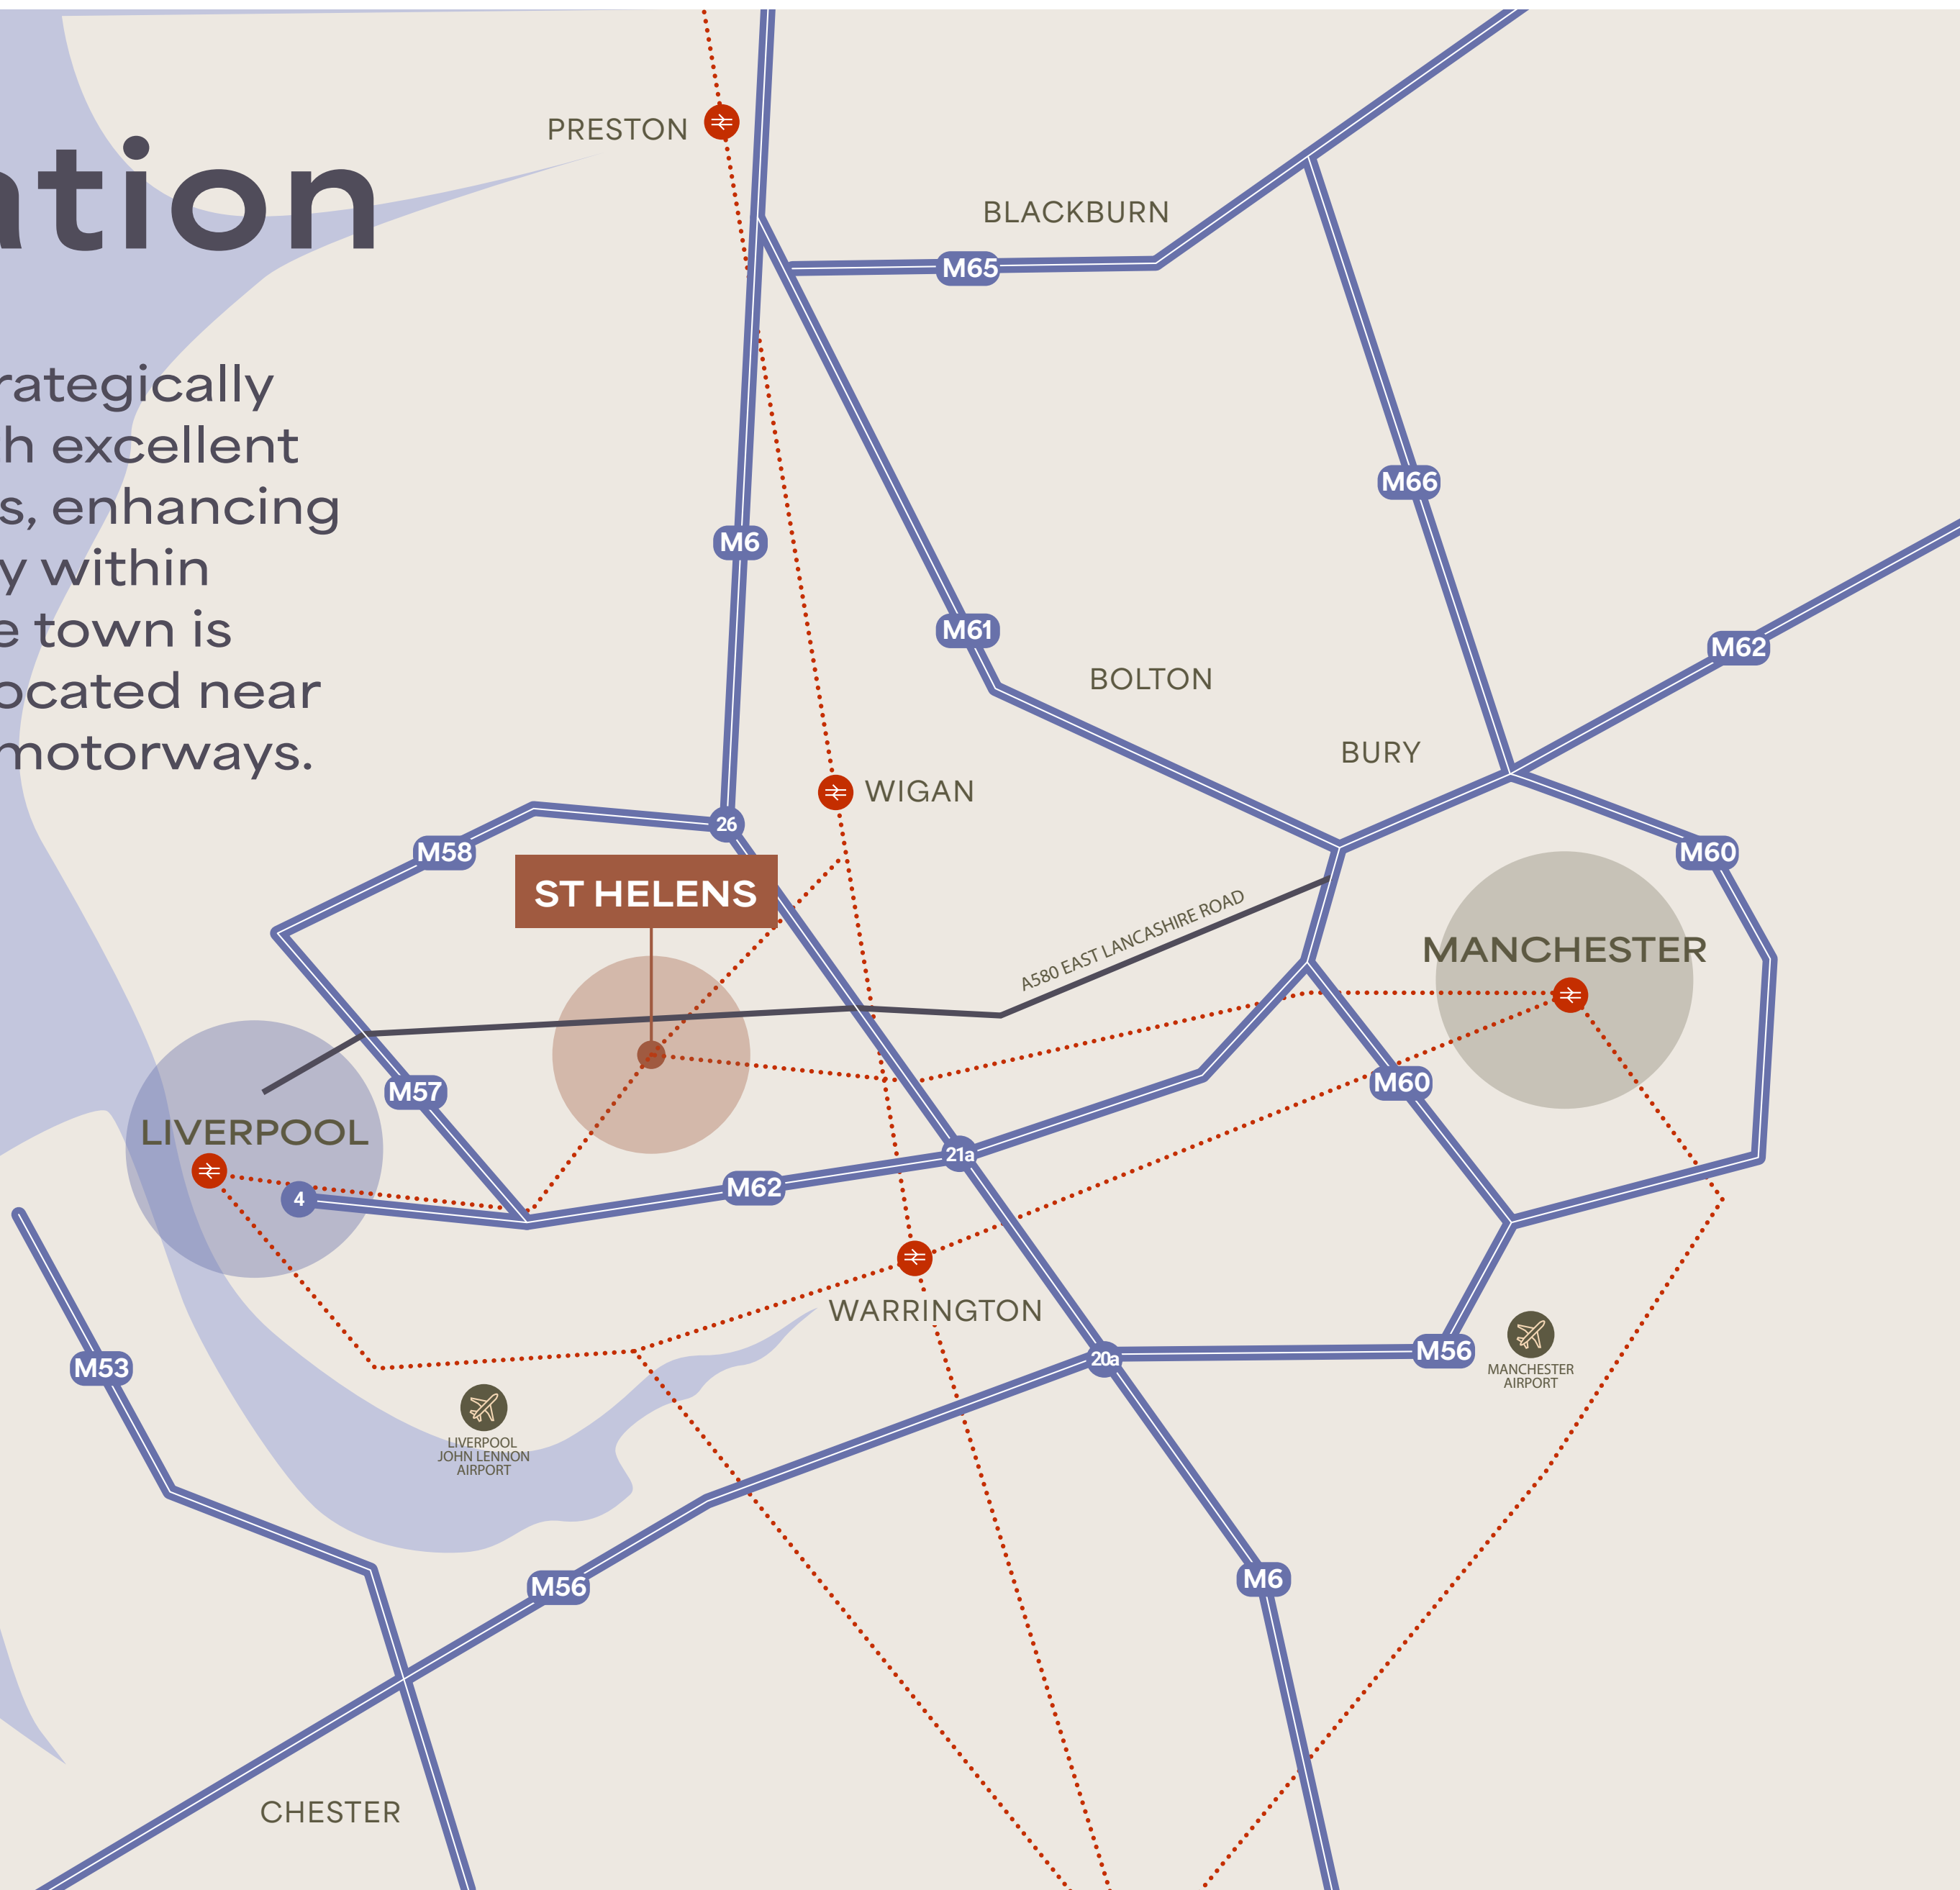 PRESTON
ation
BLACKBURN
M65
rategically
h excellent
M66
s, enhancing
M6
y within
e town is
M61
M62
BOLTON
ocated near
BURY
motorways.
WIGAN
26
M58
M60
ST HELENS
A580 EAST LANCASHIRE ROAD
MANCHESTER
M57
M60
LIVERPOOL
21a
M62
4
WARRINGTON
M53
20a
M56
MANCHESTER
AIRPORT
LIVERPOOL
JOHN LENNON
AIRPORT
M56
M6
CHESTER